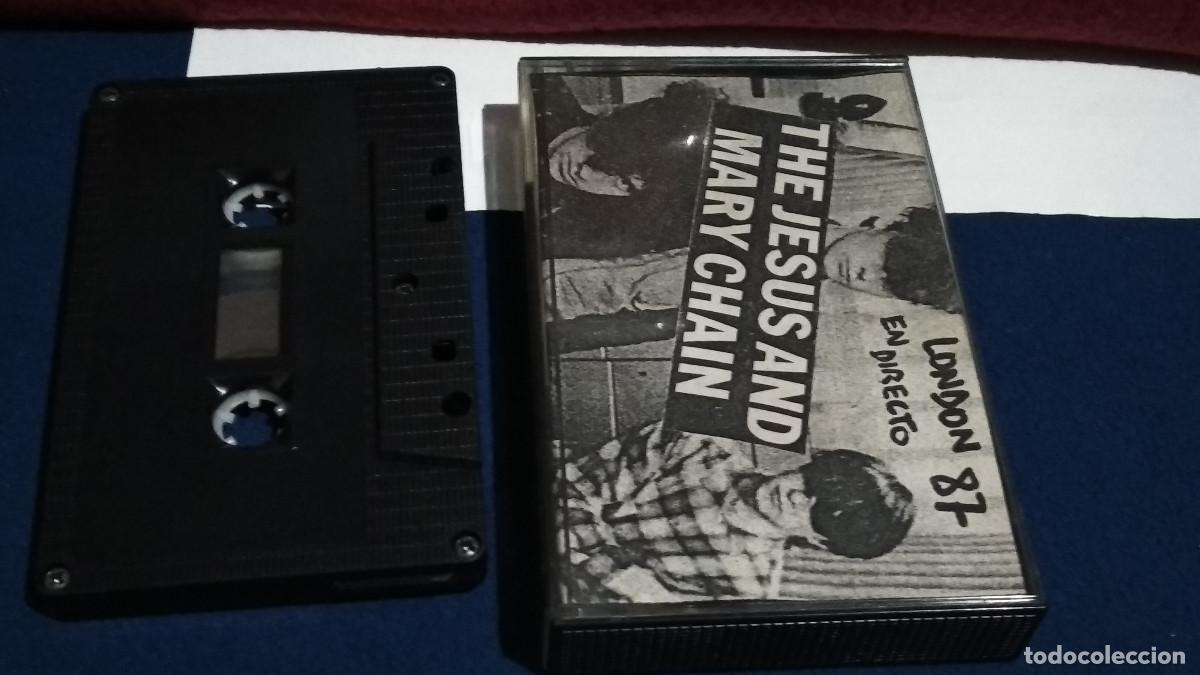 THE JESUS AND
MARY CHAIN
LONDON 87
EN DIRECTO
todocoleccion